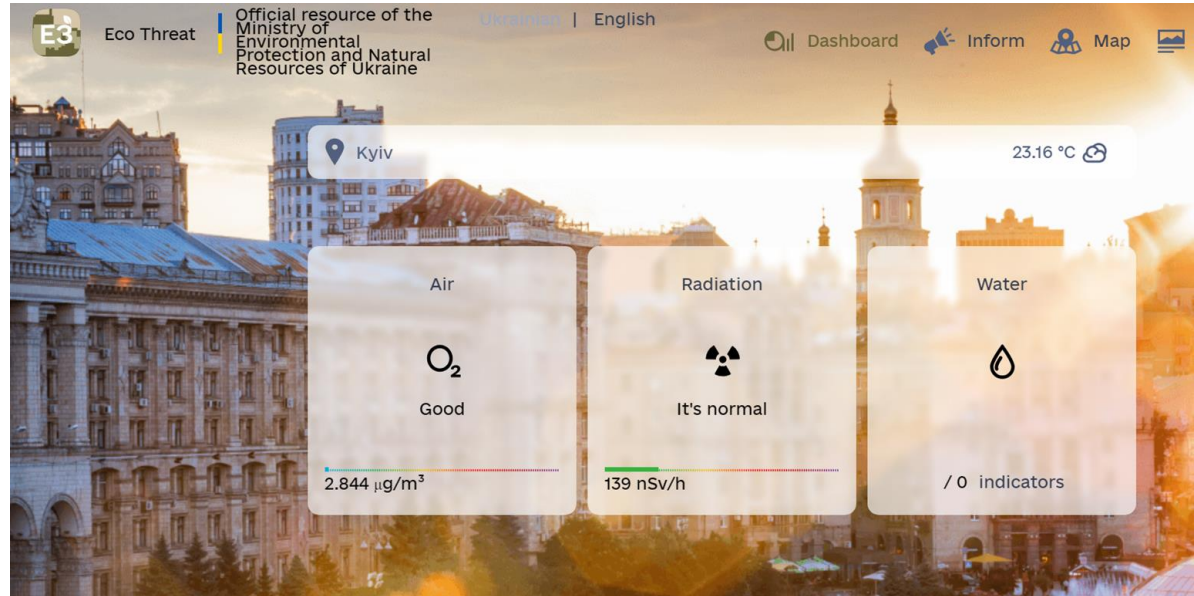 E3
Eco Threat
Official resource of the
Ministry of
Environmental
Protection and Natural
Resources of Ukraine
Ukrainian | English
Dashboard
Inform
Map
Kyiv
23.16 °C
Air
O2
Good
2.844 μg/m³
Radiation
It's normal
139 nSv/h
Water
/ 0 indicators